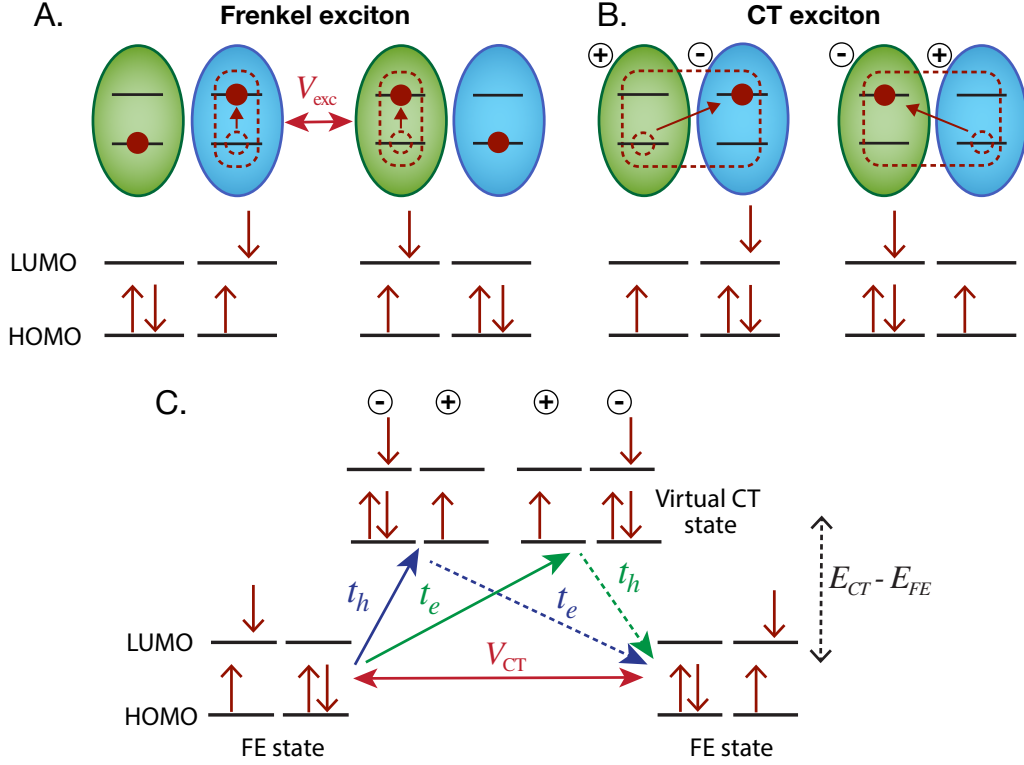 A. Frenkel exciton
B. CT exciton
+ - - +
V_exc
LUMO
HOMO
C.
- + + -
Virtual CT
state
t_h t_e t_e t_h
E_CT - E_FE
LUMO
V_CT
HOMO
FE state FE state